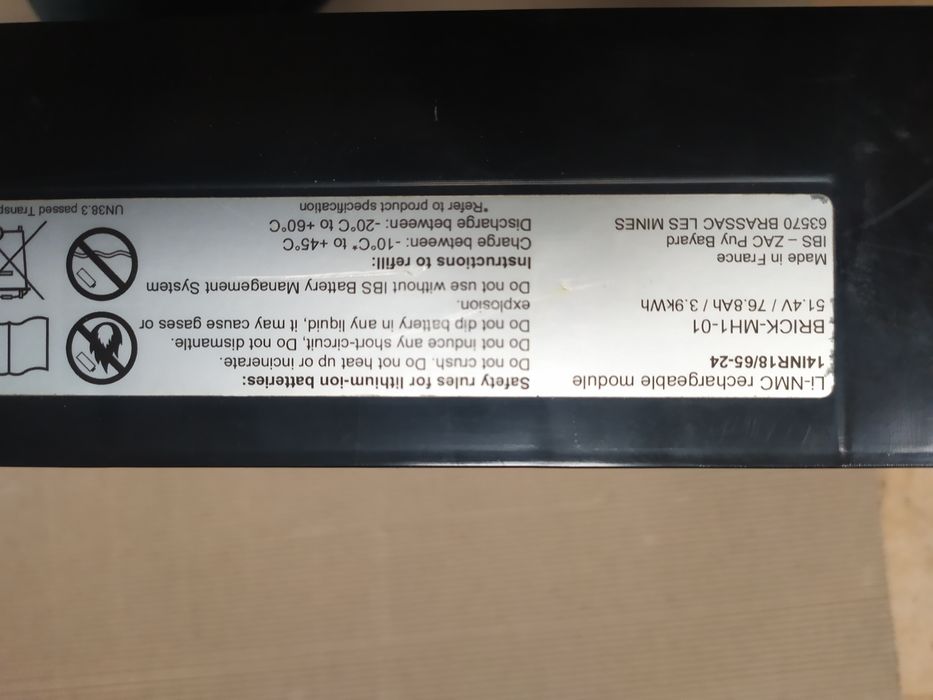 Li-NMC rechargeable module
14INR18/65-24
BRICK-MH1-01
51.4V / 76.8Ah / 3.9kWh
Made in France
IBS – ZAC Puy Bayard
63570 BRASSAC LES MINES
Safety rules for lithium-ion batteries:
Do not crush. Do not heat up or incinerate.
Do not induce any short-circuit, Do not dismantle.
Do not dip battery in any liquid, it may cause gases or
explosion.
Do not use without IBS Battery Management System
Instructions to refill:
Charge between: -10°C* to +45°C
Discharge between: -20°C to +60°C
*Refer to product specification
UN38.3 passed Transp